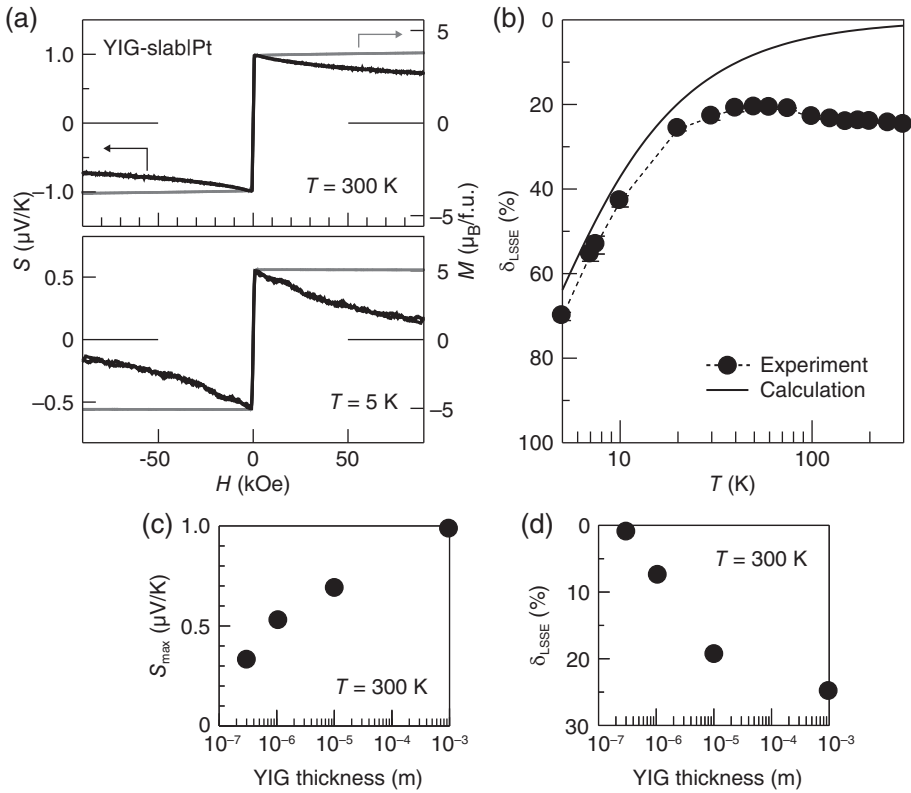 (a)
YIG-slab|Pt
1.0
0
−1.0
5
0
−5
T = 300 K
S (μV/K)
M (μB/f.u.)
0.5
0
−0.5
5
0
−5
T = 5 K
-50
0
50
H (kOe)
(b)
0
20
40
60
80
100
δLSSE (%)
Experiment
Calculation
10
100
T (K)
(c)
1.0
0.5
0
Smax (μV/K)
T = 300 K
10−7
10−6
10−5
10−4
10−3
YIG thickness (m)
(d)
0
10
20
30
δLSSE (%)
T = 300 K
10−7
10−6
10−5
10−4
10−3
YIG thickness (m)